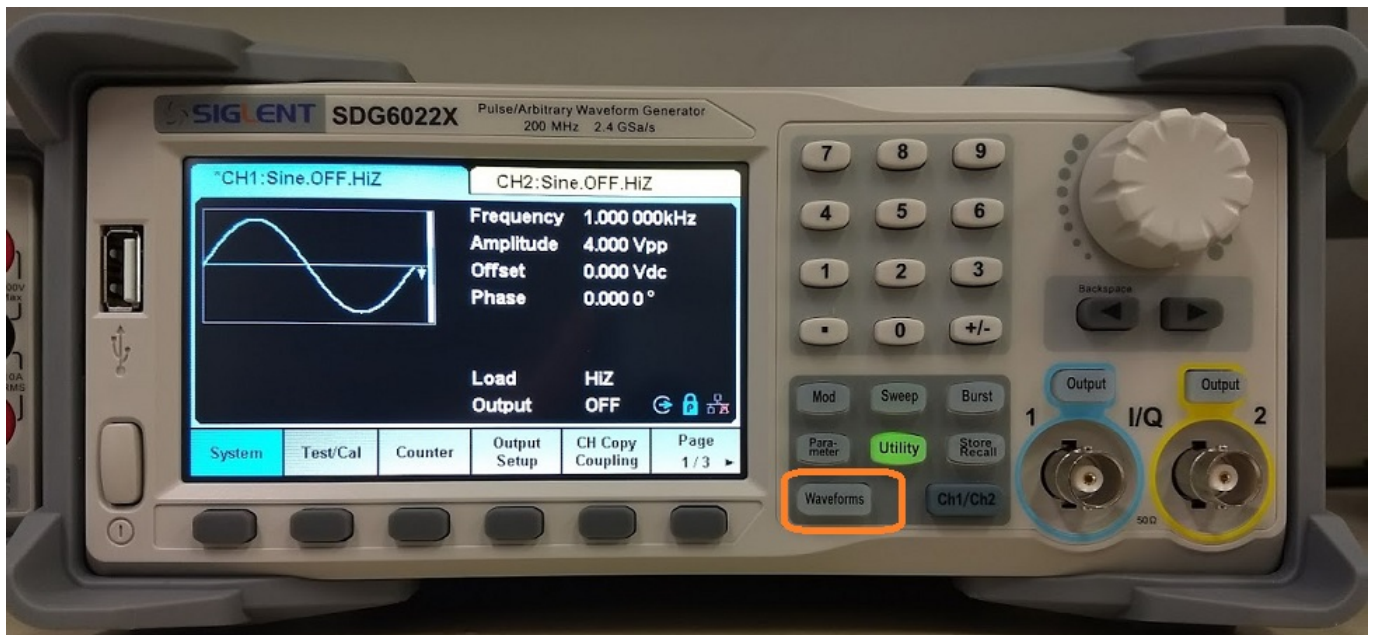 SIGLENT SDG6022X Pulse/Arbitrary Waveform Generator
200 MHz 2.4 GSa/s
*CH1:Sine.OFF.HiZ
CH2:Sine.OFF.HiZ
Frequency 1.000 000kHz
Amplitude 4.000 Vpp
Offset 0.000 Vdc
Phase 0.000 0 °
Load HiZ
Output OFF
P
System
Test/Cal
Counter
Output
Setup
CH Copy
Coupling
Page
1 / 3 ►
7 8 9
4 5 6
1 2 3
. 0 +/-
Backspace
Mod Sweep Burst
Para-
meter
Utility
Store
Recall
Waveforms
Ch1/Ch2
Output
Output
1 I/Q 2
50Ω